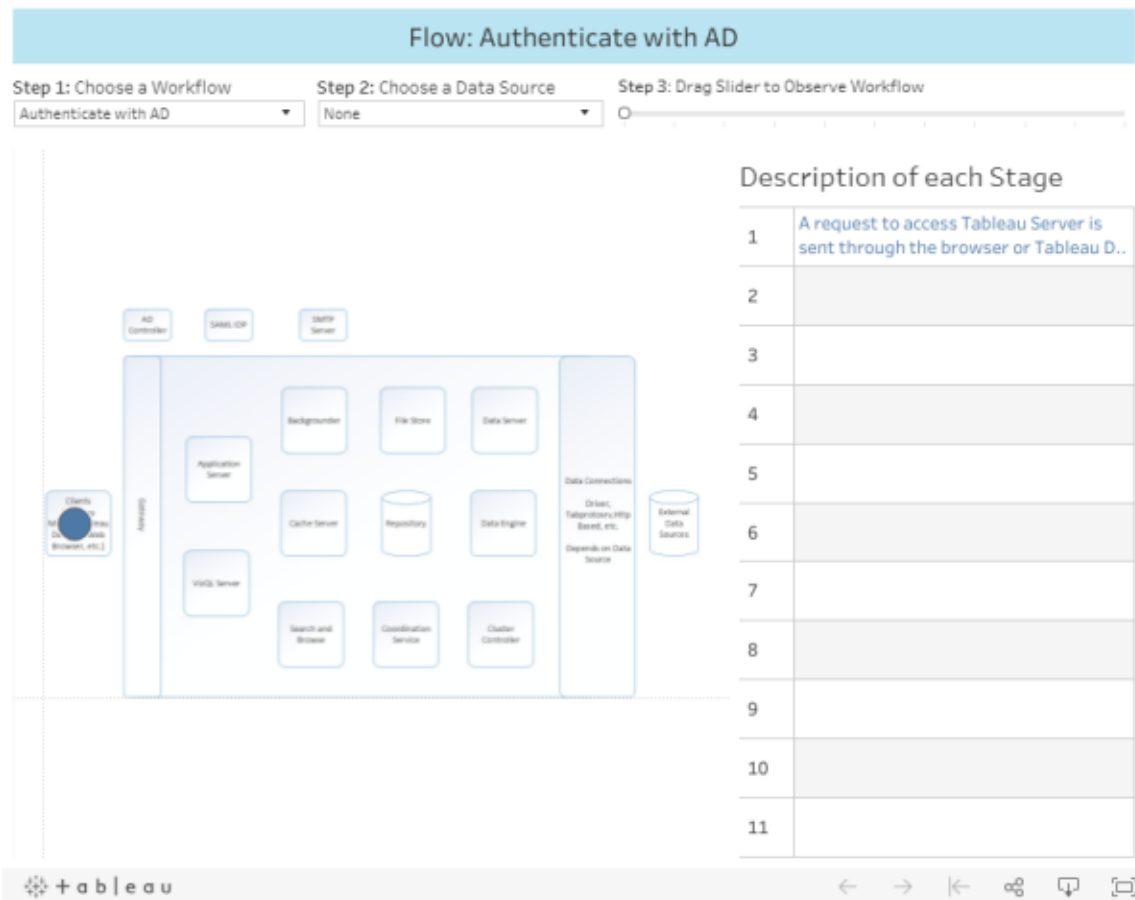 Flow: Authenticate with AD
Step 1: Choose a Workflow
Step 2: Choose a Data Source
Step 3: Drag Slider to Observe Workflow
Authenticate with AD
None
Description of each Stage
1
A request to access Tableau Server is
sent through the browser or Tableau D..
2
3
4
5
6
7
8
9
10
11
AD
Controller
SAML IDP
SMTP
Server
Backgrounder
File Store
Data Server
Application
Server
Gateway
Clients
Browser, etc.)
Cache Server
Repository
Data Engine
Data Connections
Driver,
Tabprotosrv,Http
Based, etc.
Depends on Data
Source
External
Data
Sources
VizQL Server
Search and
Browse
Coordination
Service
Cluster
Controller
+ a b | e a u